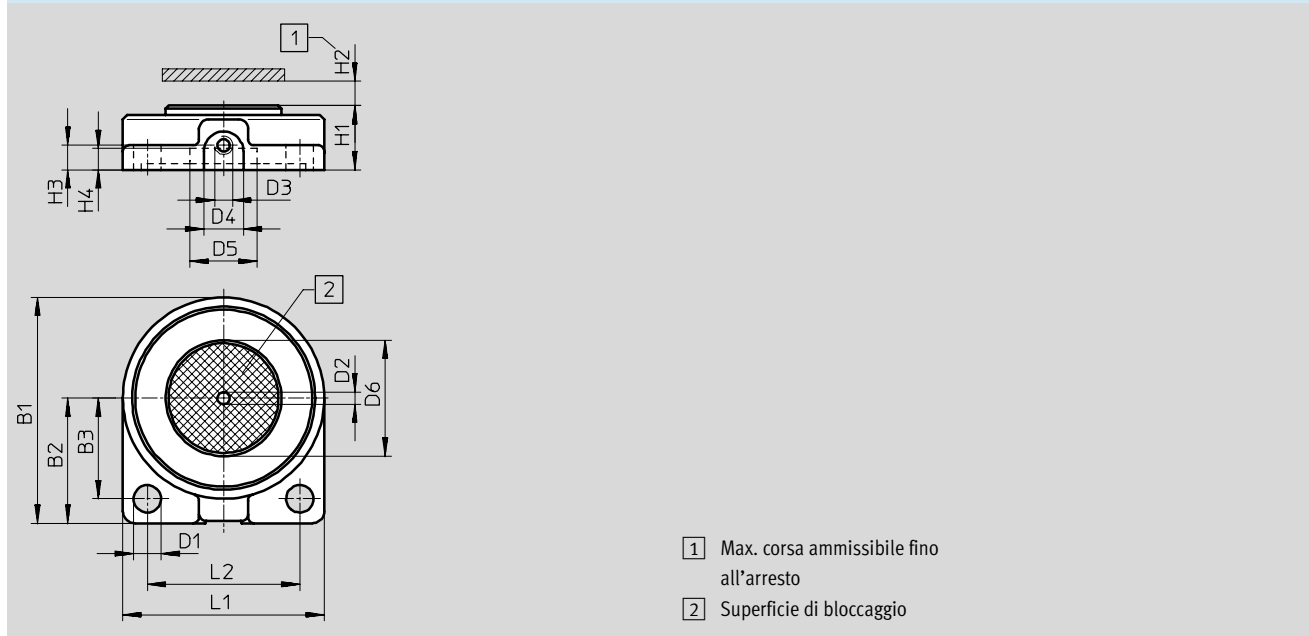 1
H2
H1
H3
H4
D3
D4
D5
2
D2
D6
B1
B2
B3
D1
L2
L1
1 Max. corsa ammissibile fino
all’arresto
2 Superficie di bloccaggio